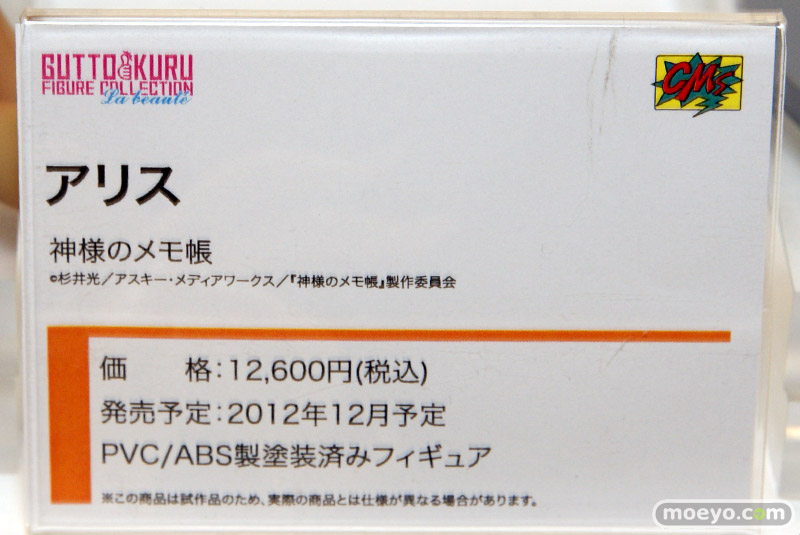 GUTTO KURU
FIGURE COLLECTION
La beauté
CMs
アリス
神様のメモ帳
©杉井光／アスキー・メディアワークス／『神様のメモ帳』製作委員会
価　　格：12,600円(税込)
発売予定：2012年12月予定
PVC/ABS製塗装済みフィギュア
※この商品は試作品のため、実際の商品とは仕様が異なる場合があります。
moeyo.com